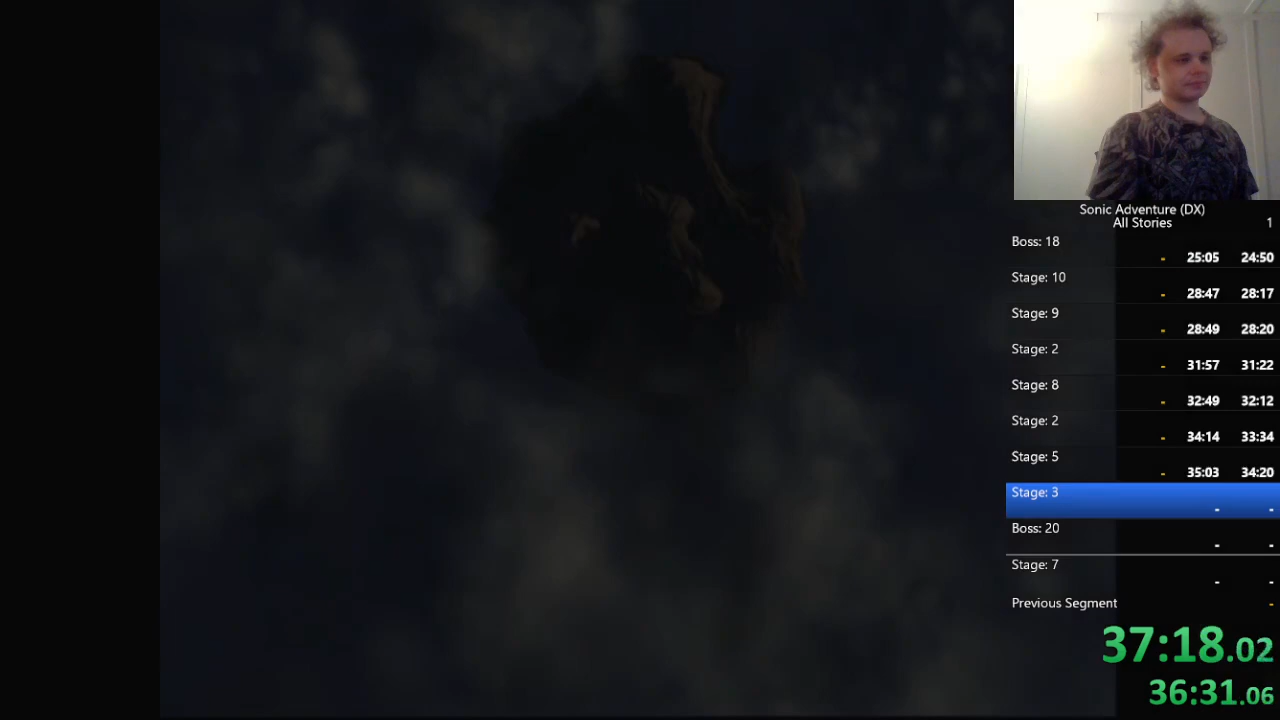 Sonic Adventure (DX)
All Stories 1
Boss: 18
- 25:05 24:50
Stage: 10
- 28:47 28:17
Stage: 9
- 28:49 28:20
Stage: 2
- 31:57 31:22
Stage: 8
- 32:49 32:12
Stage: 2
- 34:14 33:34
Stage: 5
- 35:03 34:20
Stage: 3
- -
Boss: 20
- -
Stage: 7
- -
Previous Segment -
37:18.02
36:31.06